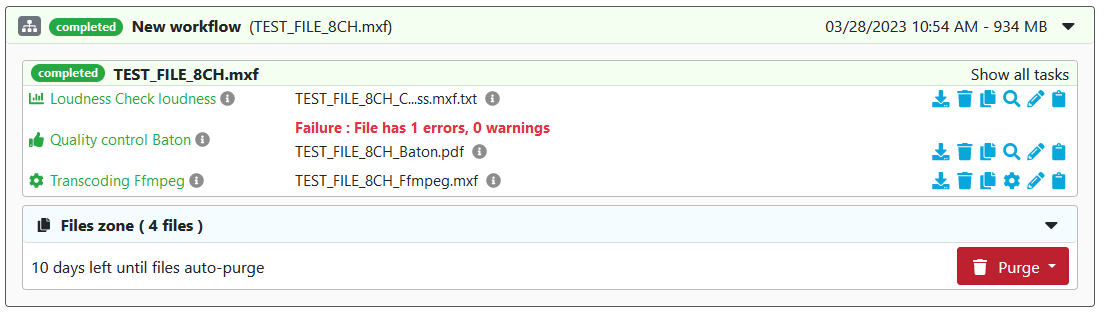 completed New workflow (TEST_FILE_8CH.mxf) 03/28/2023 10:54 AM - 934 MB
completed TEST_FILE_8CH.mxf Show all tasks
Loudness Check loudness TEST_FILE_8CH_C...ss.mxf.txt
Failure : File has 1 errors, 0 warnings
Quality control Baton
TEST_FILE_8CH_Baton.pdf
Transcoding Ffmpeg TEST_FILE_8CH_Ffmpeg.mxf
Files zone ( 4 files )
10 days left until files auto-purge Purge